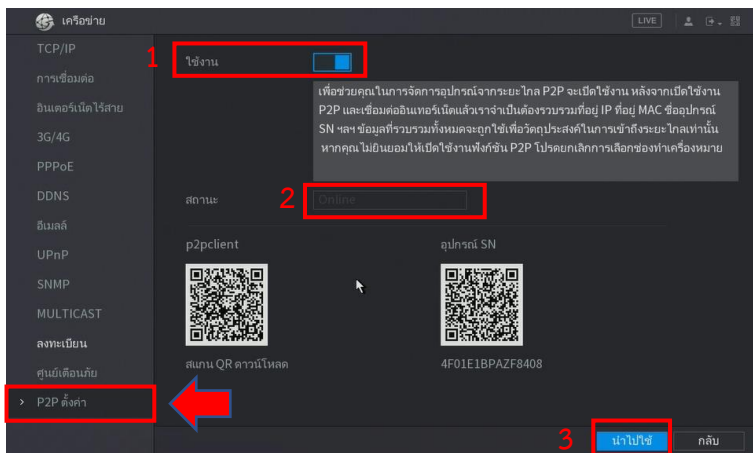 เครือข่าย
LIVE
TCP/IP
การเชื่อมต่อ
อินเตอร์เน็ตไร้สาย
3G/4G
PPPoE
DDNS
อีเมลล์
UPnP
SNMP
MULTICAST
ลงทะเบียน
ศูนย์เตือนภัย
P2P ตั้งค่า
1
ใช้งาน
เพื่อช่วยคุณในการจัดการอุปกรณ์จากระยะไกล P2P จะเปิดใช้งาน หลังจากเปิดใช้งาน
P2P และเชื่อมต่ออินเทอร์เน็ตแล้วเราจำเป็นต้องรวบรวมที่อยู่ IP ที่อยู่ MAC ชื่ออุปกรณ์
SN ฯลฯ ข้อมูลที่รวบรวมทั้งหมดจะถูกใช้เพื่อวัตถุประสงค์ในการเข้าถึงระยะไกลเท่านั้น
หากคุณไม่ยินยอมให้เปิดใช้งานฟังก์ชัน P2P โปรดยกเลิกการเลือกช่องทำเครื่องหมาย
สถานะ
2
Online
p2pclient
อุปกรณ์ SN
สแกน QR ดาวน์โหลด
4F01E1BPAZF8408
3
นำไปใช้
กลับ